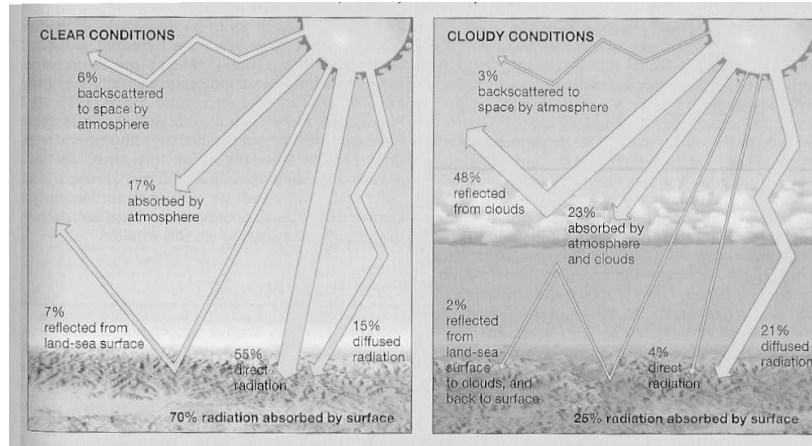 CLEAR CONDITIONS
6%
backscattered
to space by
atmosphere
17%
absorbed by
atmosphere
7%
reflected from
land-sea surface
55%
direct
radiation
15%
diffused
radiation
70% radiation absorbed by surface
CLOUDY CONDITIONS
3%
backscattered
to space by
atmosphere
48%
reflected
from clouds
23%
absorbed by
atmosphere
and clouds
2%
reflected
from
land-sea
surface
to clouds, and
back to surface
4%
direct
radiation
21%
diffused
radiation
25% radiation absorbed by surface